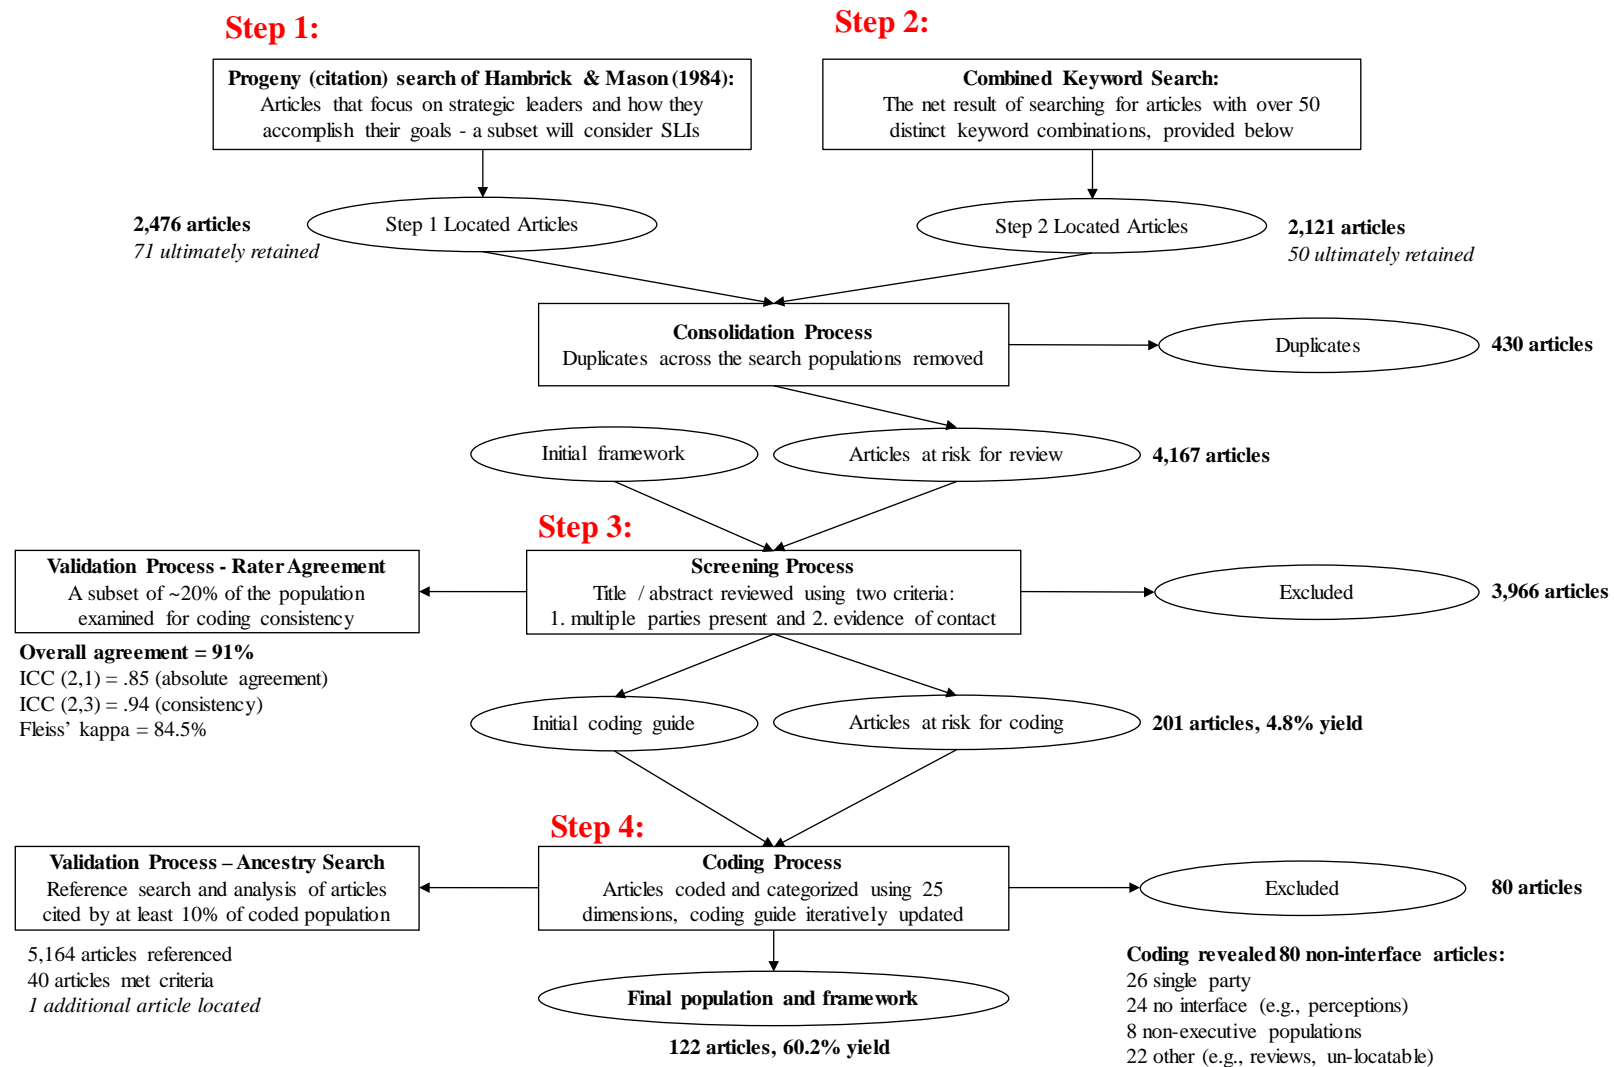 Step 1:
Step 2:
Progeny (citation) search of Hambrick & Mason (1984):
Articles that focus on strategic leaders and how they
accomplish their goals - a subset will consider SLIs
Combined Keyword Search:
The net result of searching for articles with over 50
distinct keyword combinations, provided below
2,476 articles
71 ultimately retained
Step 1 Located Articles
Step 2 Located Articles
2,121 articles
50 ultimately retained
Consolidation Process
Duplicates across the search populations removed
Duplicates
430 articles
Initial framework
Articles at risk for review
4,167 articles
Step 3:
Validation Process - Rater Agreement
A subset of ~20% of the population
examined for coding consistency
Screening Process
Title / abstract reviewed using two criteria:
1. multiple parties present and 2. evidence of contact
Excluded
3,966 articles
Overall agreement = 91%
ICC (2,1) = .85 (absolute agreement)
ICC (2,3) = .94 (consistency)
Fleiss' kappa = 84.5%
Initial coding guide
Articles at risk for coding
201 articles, 4.8% yield
Step 4:
Validation Process – Ancestry Search
Reference search and analysis of articles
cited by at least 10% of coded population
Coding Process
Articles coded and categorized using 25
dimensions, coding guide iteratively updated
Excluded
80 articles
5,164 articles referenced
40 articles met criteria
1 additional article located
Final population and framework
122 articles, 60.2% yield
Coding revealed 80 non-interface articles:
26 single party
24 no interface (e.g., perceptions)
8 non-executive populations
22 other (e.g., reviews, un-locatable)